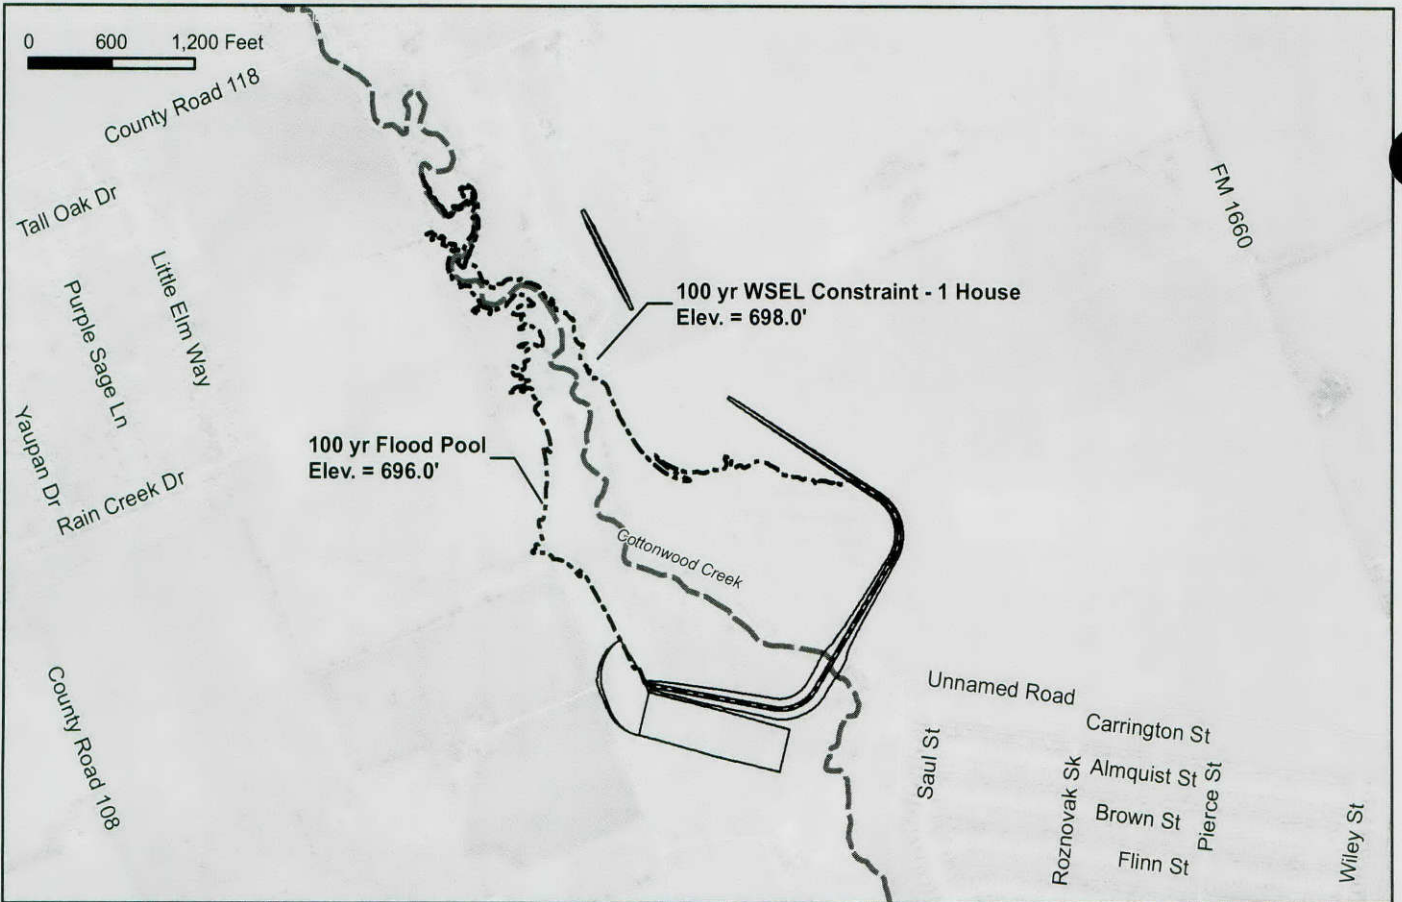 0 600 1,200 Feet
County Road 118
Tall Oak Dr
FM 1660
Little Elm Way
Purple Sage Ln
100 yr WSEL Constraint - 1 House
Elev. = 698.0'
Yaupan Dr
100 yr Flood Pool
Elev. = 696.0'
Rain Creek Dr
Cottonwood Creek
County Road 108
Unnamed Road
Carrington St
Saul St
Roznovak Sk
Almquist St
Pierce St
Brown St
Wiley St
Flinn St